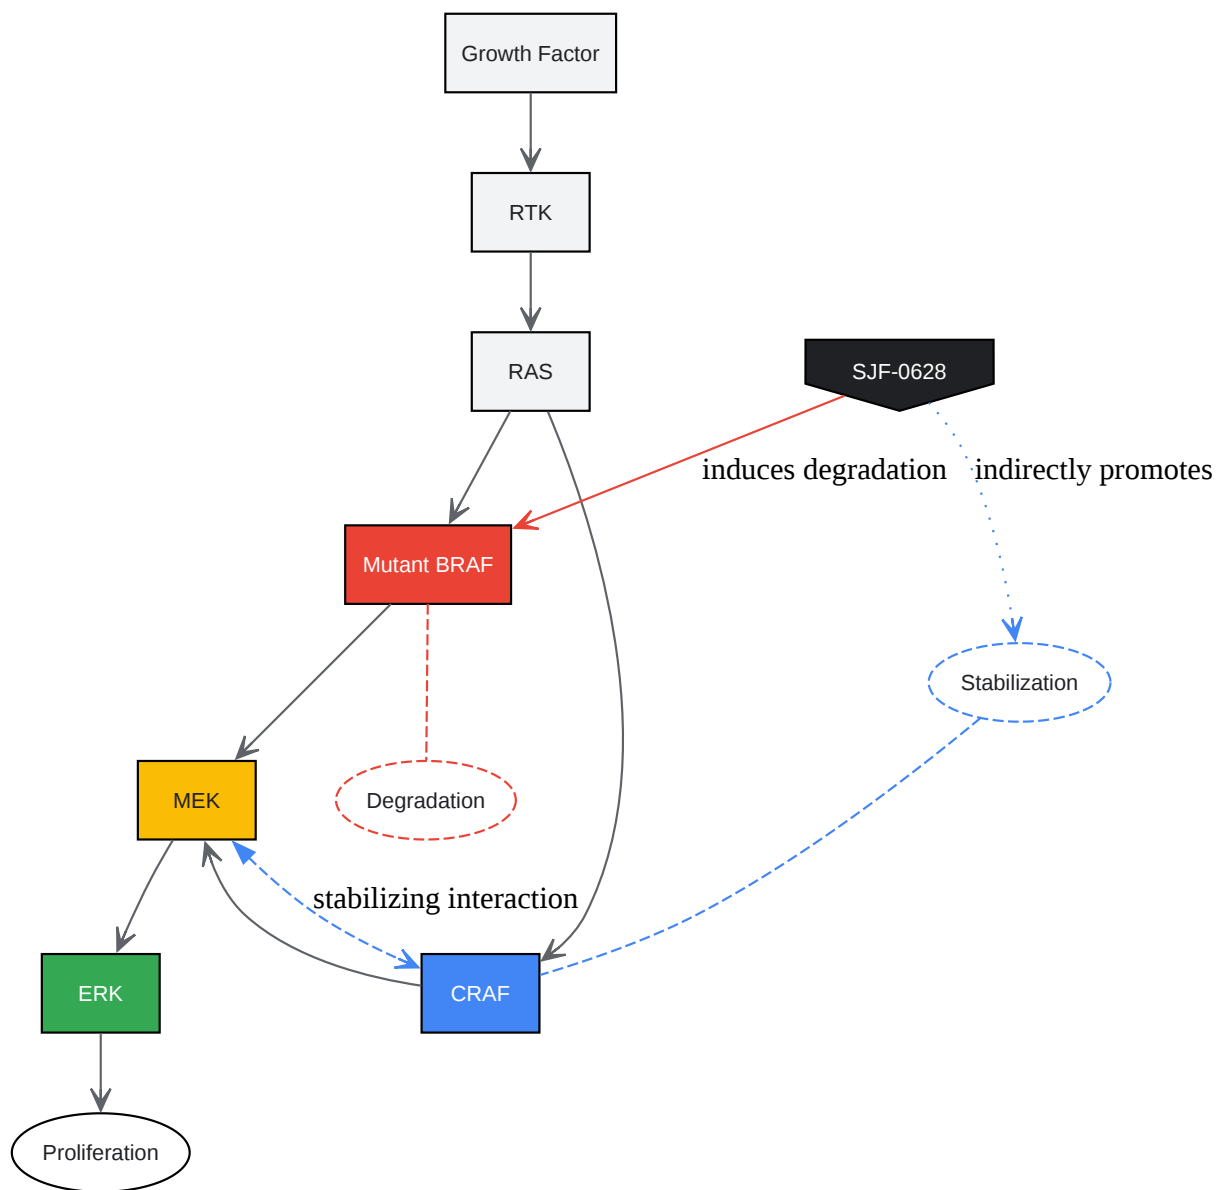 Growth Factor
RTK
RAS
SJF-0628
induces degradation
indirectly promotes
Mutant BRAF
Stabilization
MEK
Degradation
stabilizing interaction
ERK
CRAF
Proliferation